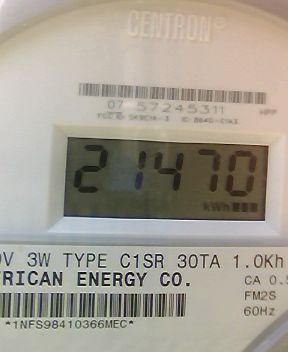 CENTRON®
07 57245311 HPP
21470
kWh
V 3W TYPE C1SR 30TA 1.0Kh
RICAN ENERGY CO. CA 0.5
FM2S
60Hz
*1NFS98410366MEC*